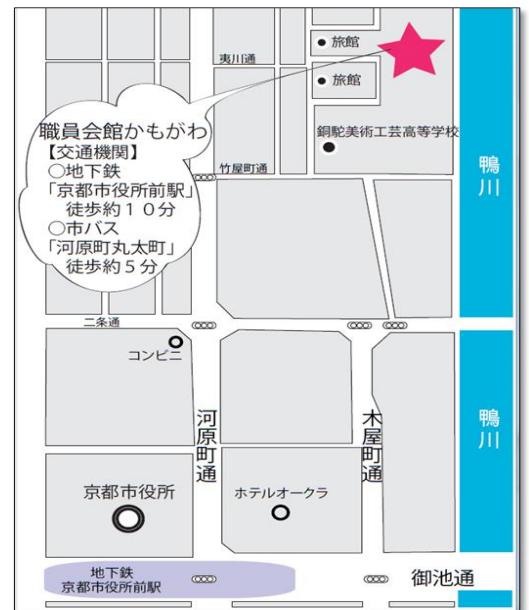 旅館
夷川通
旅館
職員会館かもがわ
【交通機関】
○地下鉄
「京都市役所前駅」
徒歩約１０分
○市バス
「河原町丸太町」
徒歩約５分
銅駝美術工芸高等学校
竹屋町通
鴨川
二条通
コンビニ
河原町通
木屋町通
鴨川
京都市役所
ホテルオークラ
地下鉄
京都市役所前駅
御池通